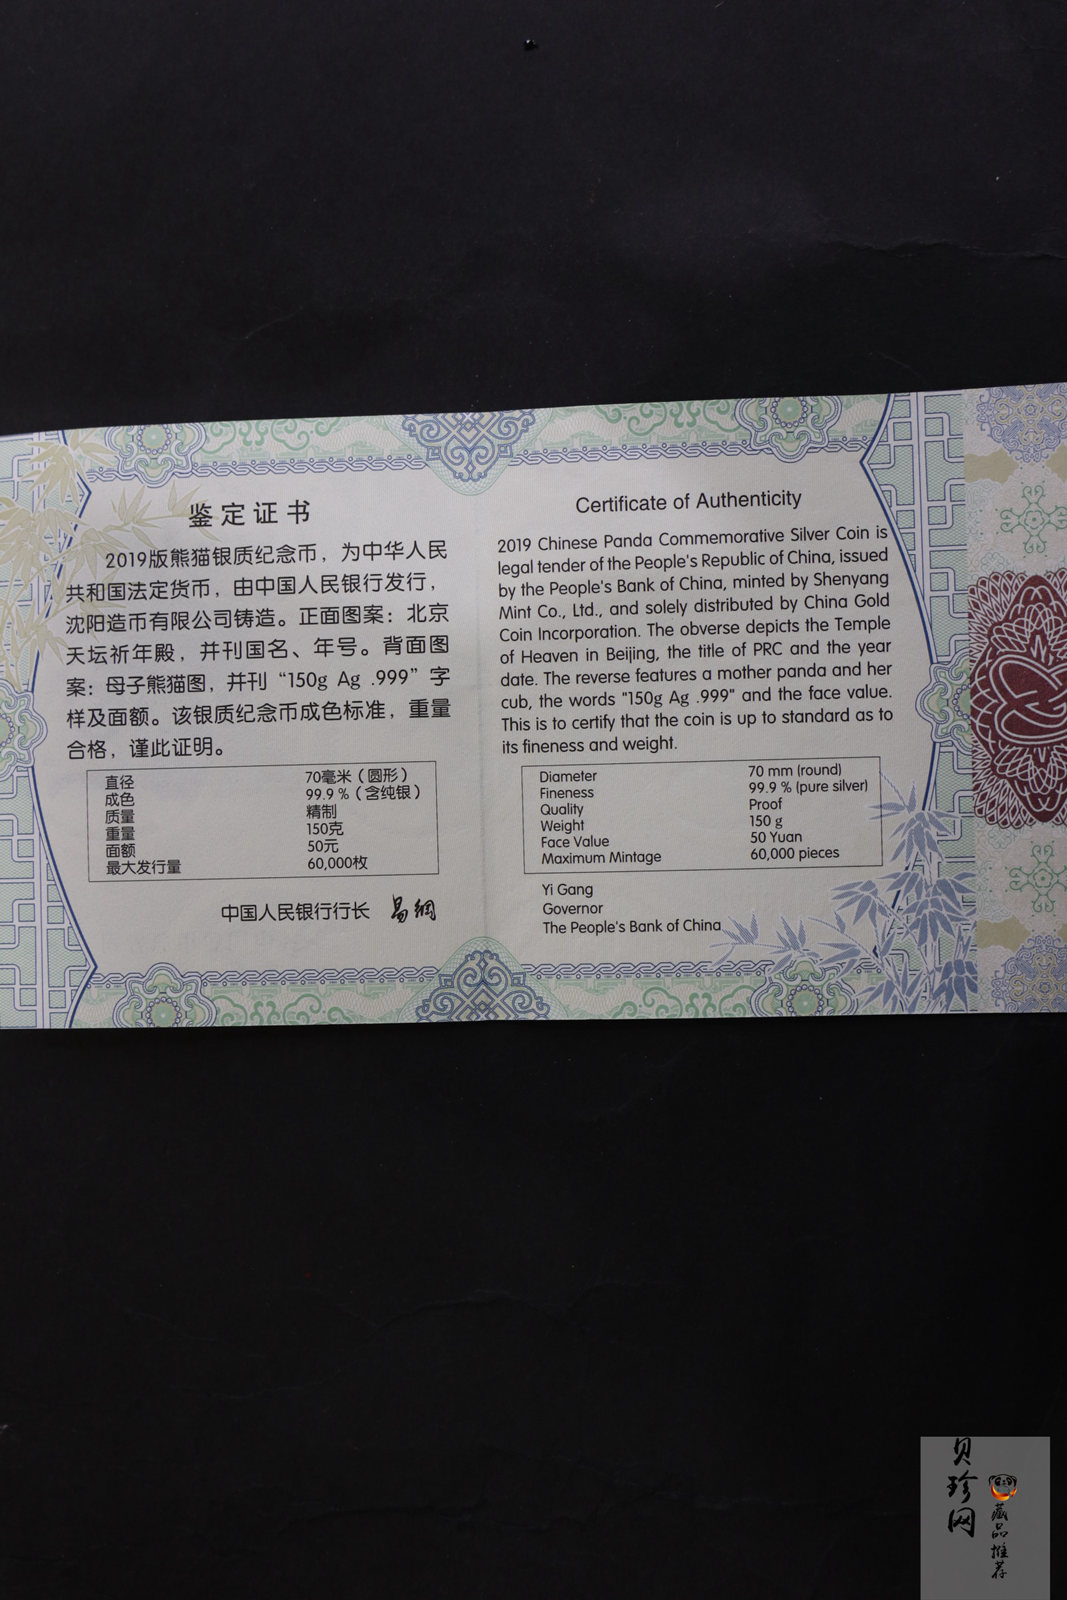 鉴定证书
2019版熊猫银质纪念币，为中华人民
共和国法定货币，由中国人民银行发行，
沈阳造币有限公司铸造。正面图案：北京
天坛祈年殿，并刊国名、年号。背面图
案：母子熊猫图，并刊“150g Ag .999”字
样及面额。该银质纪念币成色标准，重量
合格，谨此证明。
直径 70毫米（圆形）
成色 99.9 %（含纯银）
质量 精制
重量 150克
面额 50元
最大发行量 60,000枚
中国人民银行行长 易纲
Certificate of Authenticity
2019 Chinese Panda Commemorative Silver Coin is
legal tender of the People's Republic of China, issued
by the People's Bank of China, minted by Shenyang
Mint Co., Ltd., and solely distributed by China Gold
Coin Incorporation. The obverse depicts the Temple
of Heaven in Beijing, the title of PRC and the year
date. The reverse features a mother panda and her
cub, the words "150g Ag .999" and the face value.
This is to certify that the coin is up to standard as to
its fineness and weight.
Diameter 70 mm (round)
Fineness 99.9 % (pure silver)
Quality Proof
Weight 150 g
Face Value 50 Yuan
Maximum Mintage 60,000 pieces
Yi Gang
Governor
The People's Bank of China
贝珍网
藏品推荐